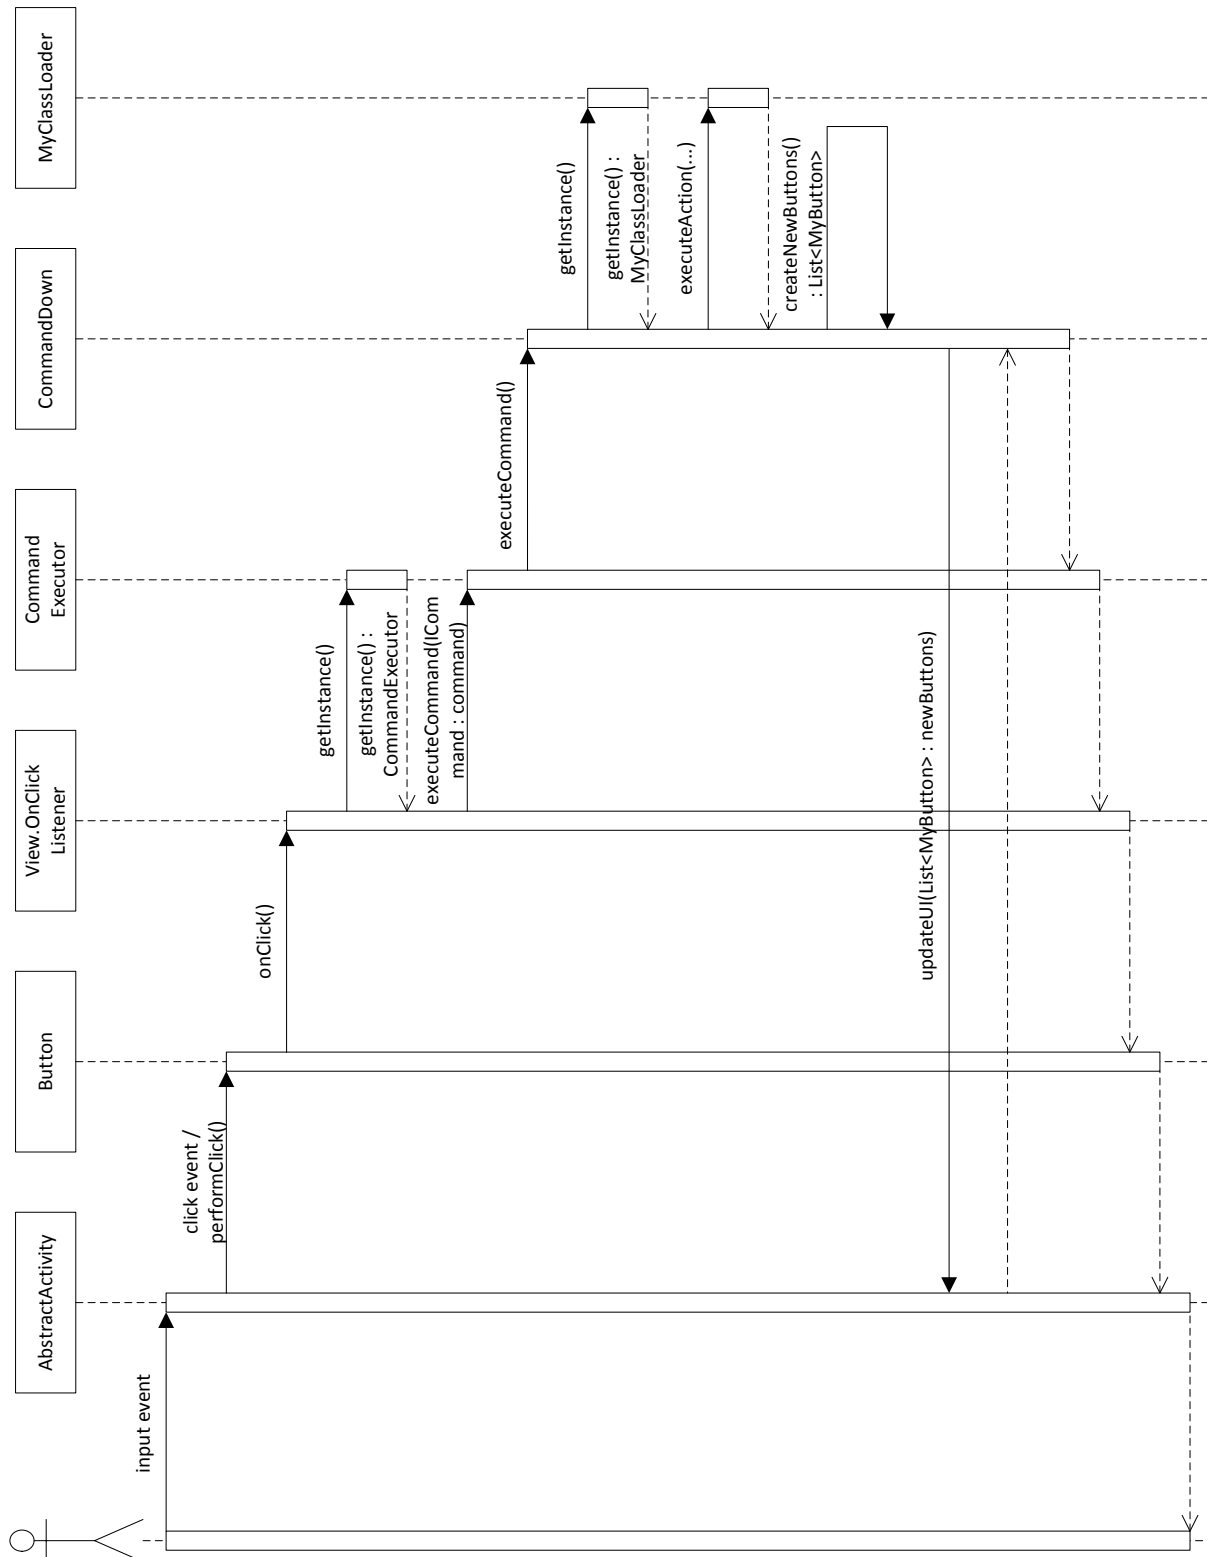 AbstractActivity
Button
View.OnClick
Listener
Command
Executor
CommandDown
MyClassLoader
input event
click event /
performClick()
onClick()
getInstance()
getInstance() :
CommandExecutor
executeCommand(ICom
mand : command)
executeCommand()
getInstance()
getInstance() :
MyClassLoader
executeAction(...)
createNewButtons()
: List<MyButton>
updateUI(List<MyButton> : newButtons)